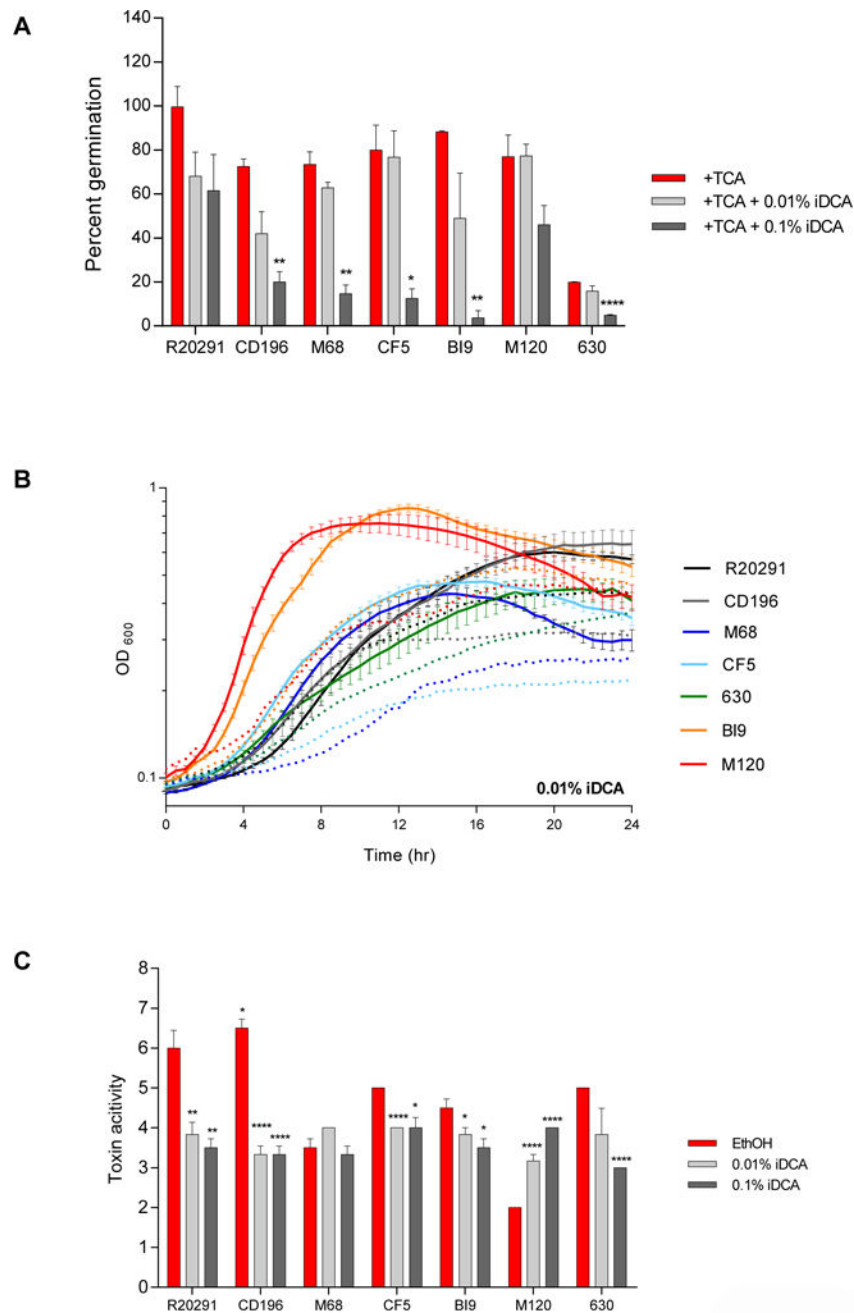 A
Percent germination
140
120
100
80
60
40
20
0
**
**
*
**
****
R20291 CD196 M68 CF5 BI9 M120 630
+TCA
+TCA + 0.01% iDCA
+TCA + 0.1% iDCA
B
OD 600
1
0.1
0.01% iDCA
0 4 8 12 16 20 24
Time (hr)
R20291
CD196
M68
CF5
630
BI9
M120
C
Toxin acitivity
8
7
6
5
4
3
2
1
0
** **
* **** ****
**** *
* *
**** ****
****
R20291 CD196 M68 CF5 BI9 M120 630
EthOH
0.01% iDCA
0.1% iDCA